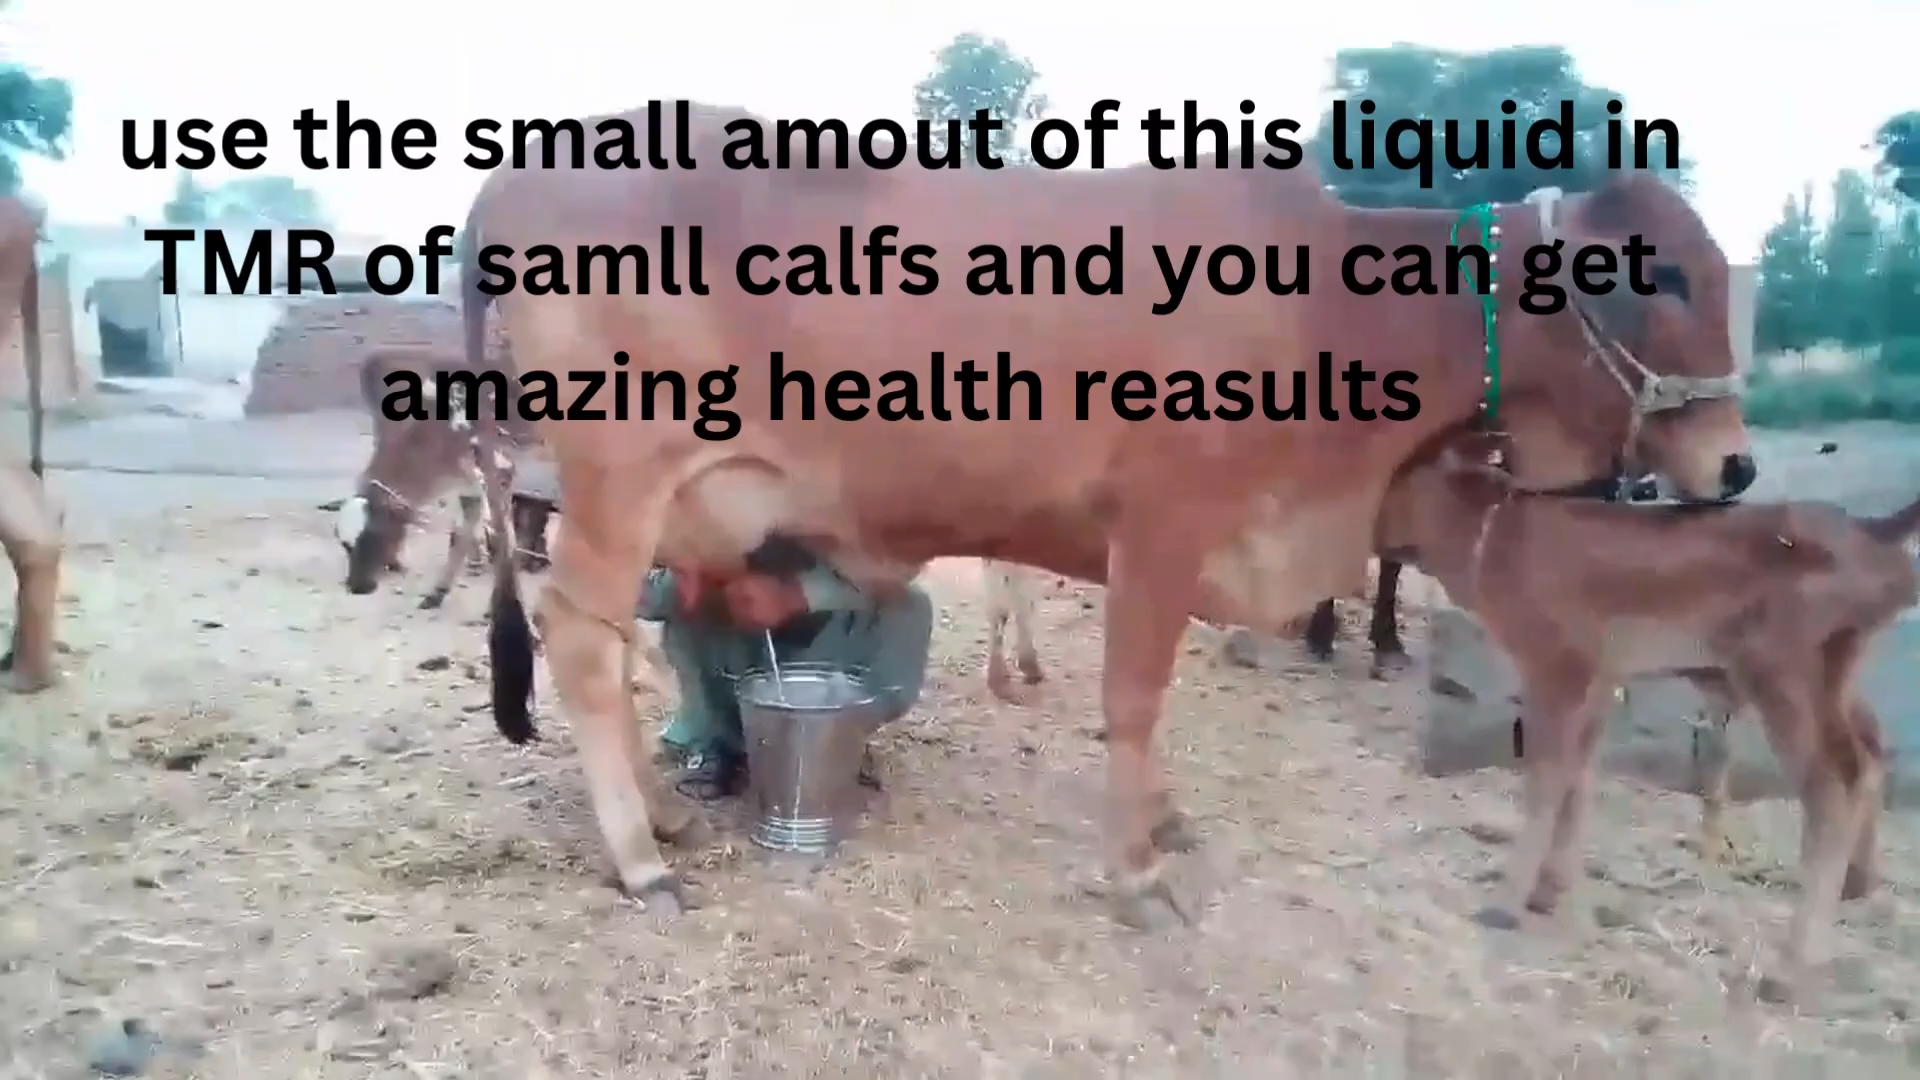 use the small amout of this liquid in
TMR of samll calfs and you can get
amazing health reasults